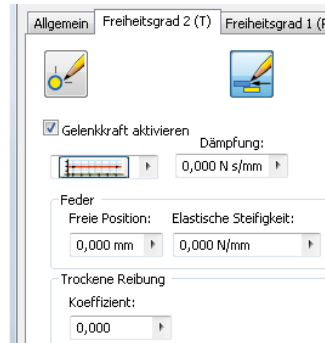 Allgemein Freiheitsgrad 2 (T) Freiheitsgrad 1 (
Gelenkkraft aktivieren
Dämpfung:
0,000 N s/mm
Feder
Freie Position: Elastische Steifigkeit:
0,000 mm 0,000 N/mm
Trockene Reibung
Koeffizient:
0,000